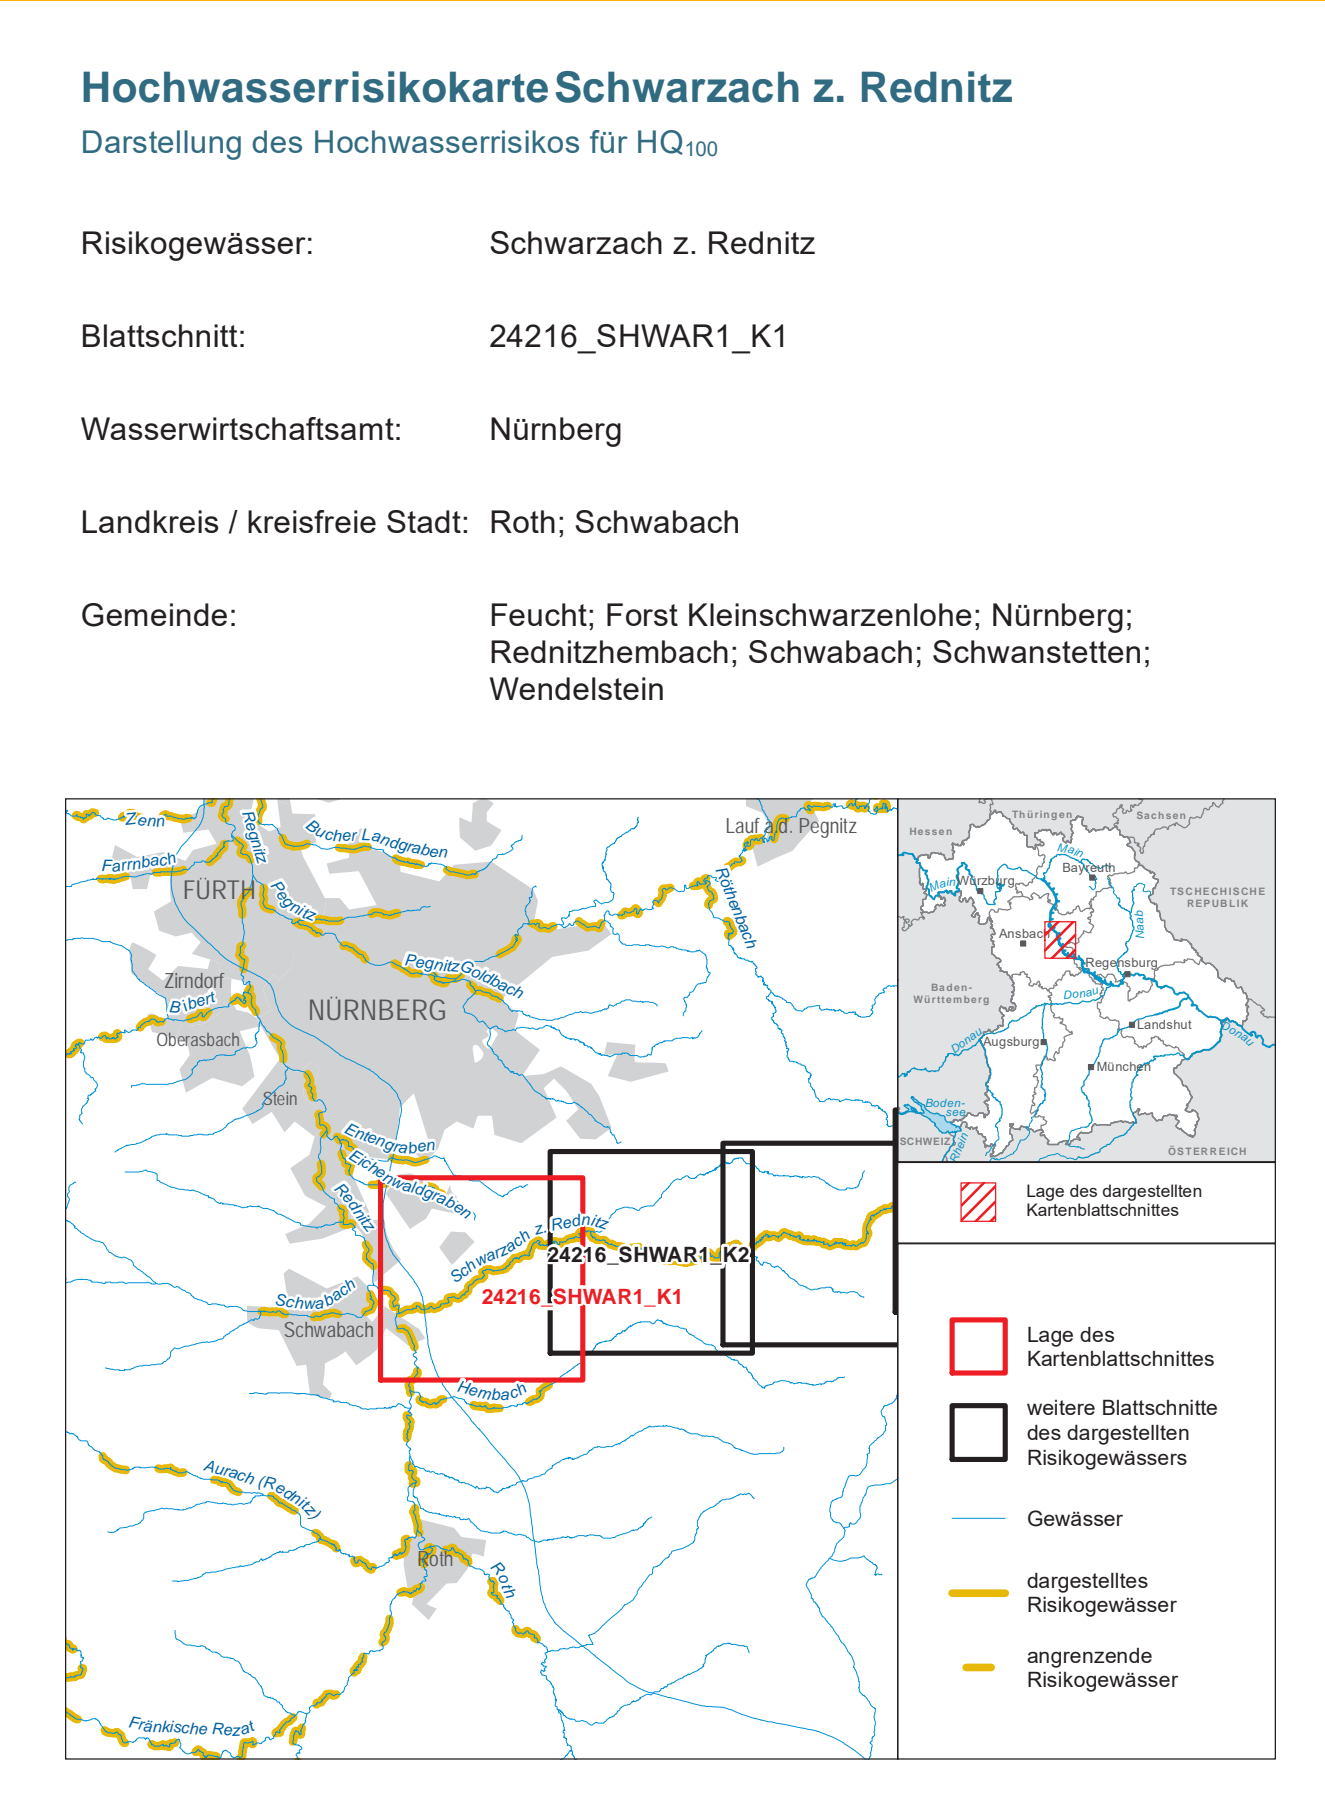 Hochwasserrisikokarte Schwarzach z. Rednitz
Darstellung des Hochwasserrisikos für HQ100
Risikogewässer: Schwarzach z. Rednitz
Blattschnitt: 24216_SHWAR1_K1
Wasserwirtschaftsamt: Nürnberg
Landkreis / kreisfreie Stadt: Roth; Schwabach
Gemeinde: Feucht; Forst Kleinschwarzenlohe; Nürnberg;
Rednitzhembach; Schwabach; Schwanstetten;
Wendelstein
Zenn
Regnitz
Bucher Landgraben
Lauf a.d. Pegnitz
Farrnbach
FÜRTH
Pegnitz
Röthenbach
Pegnitz
Goldbach
Zirndorf
Bibert
NÜRNBERG
Oberasbach
Stein
Entengraben
Eichenwaldgraben
Rednitz
Schwarzach z. Rednitz
24216_SHWAR1_K2
24216_SHWAR1_K1
Schwabach
Schwabach
Hembach
Aurach (Rednitz)
Roth
Roth
Fränkische Rezat
Thüringen
Sachsen
Hessen
Main
Bayreuth
Main
Würzburg
TSCHECHISCHE
REPUBLIK
Naab
Ansbach
Regensburg
Baden-
Württemberg
Donau
Landshut
Donau
Donau
Augsburg
München
Boden-
see
SCHWEIZ
Rhein
ÖSTERREICH
Lage des dargestellten
Kartenblattschnittes
Lage des
Kartenblattschnittes
weitere Blattschnitte
des dargestellten
Risikogewässers
Gewässer
dargestelltes
Risikogewässer
angrenzende
Risikogewässer